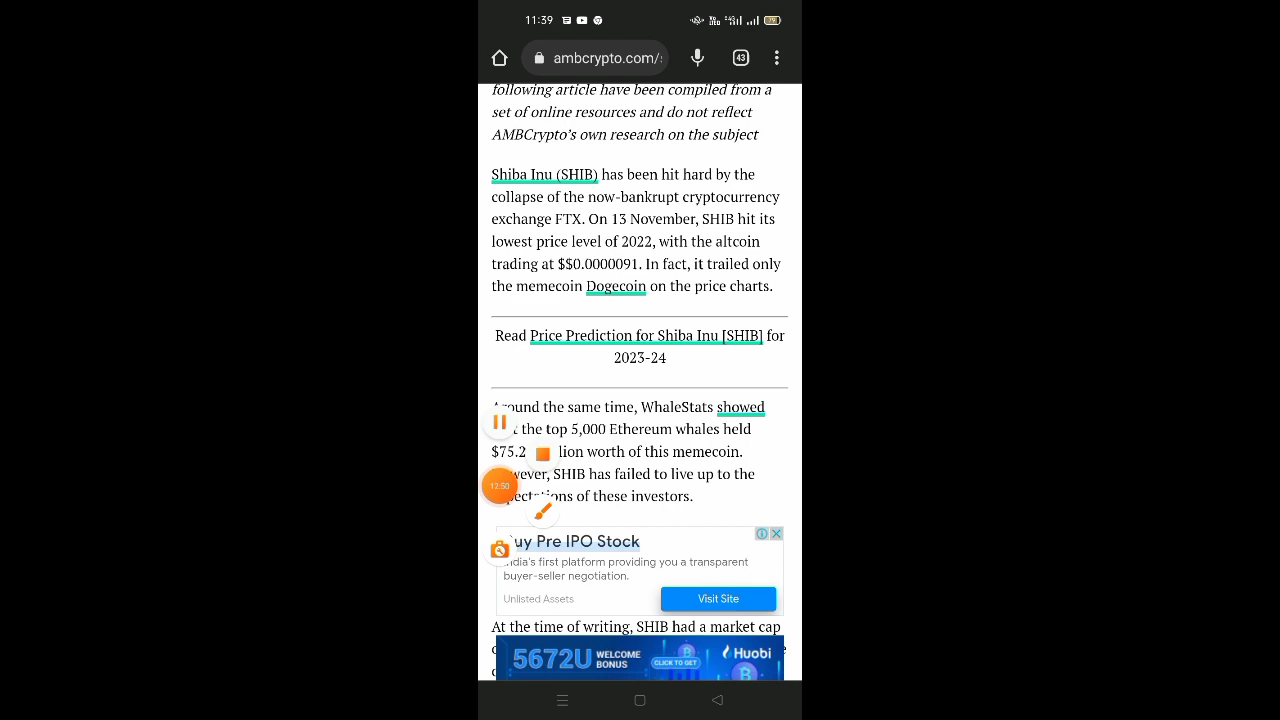 11:39
79
ambcrypto.com/
43
following article have been compiled from a
set of online resources and do not reflect
AMBCrypto's own research on the subject
Shiba Inu (SHIB) has been hit hard by the
collapse of the now-bankrupt cryptocurrency
exchange FTX. On 13 November, SHIB hit its
lowest price level of 2022, with the altcoin
trading at $$0.0000091. In fact, it trailed only
the memecoin Dogecoin on the price charts.
Read Price Prediction for Shiba Inu [SHIB] for
2023-24
Around the same time, WhaleStats showed
the top 5,000 Ethereum whales held
$75.2 lion worth of this memecoin.
wever, SHIB has failed to live up to the
pectations of these investors.
12:50
uy Pre IPO Stock
India's first platform providing you a transparent
buyer-seller negotiation.
Unlisted Assets
Visit Site
At the time of writing, SHIB had a market cap
5672U WELCOME BONUS CLICK TO GET Huobi